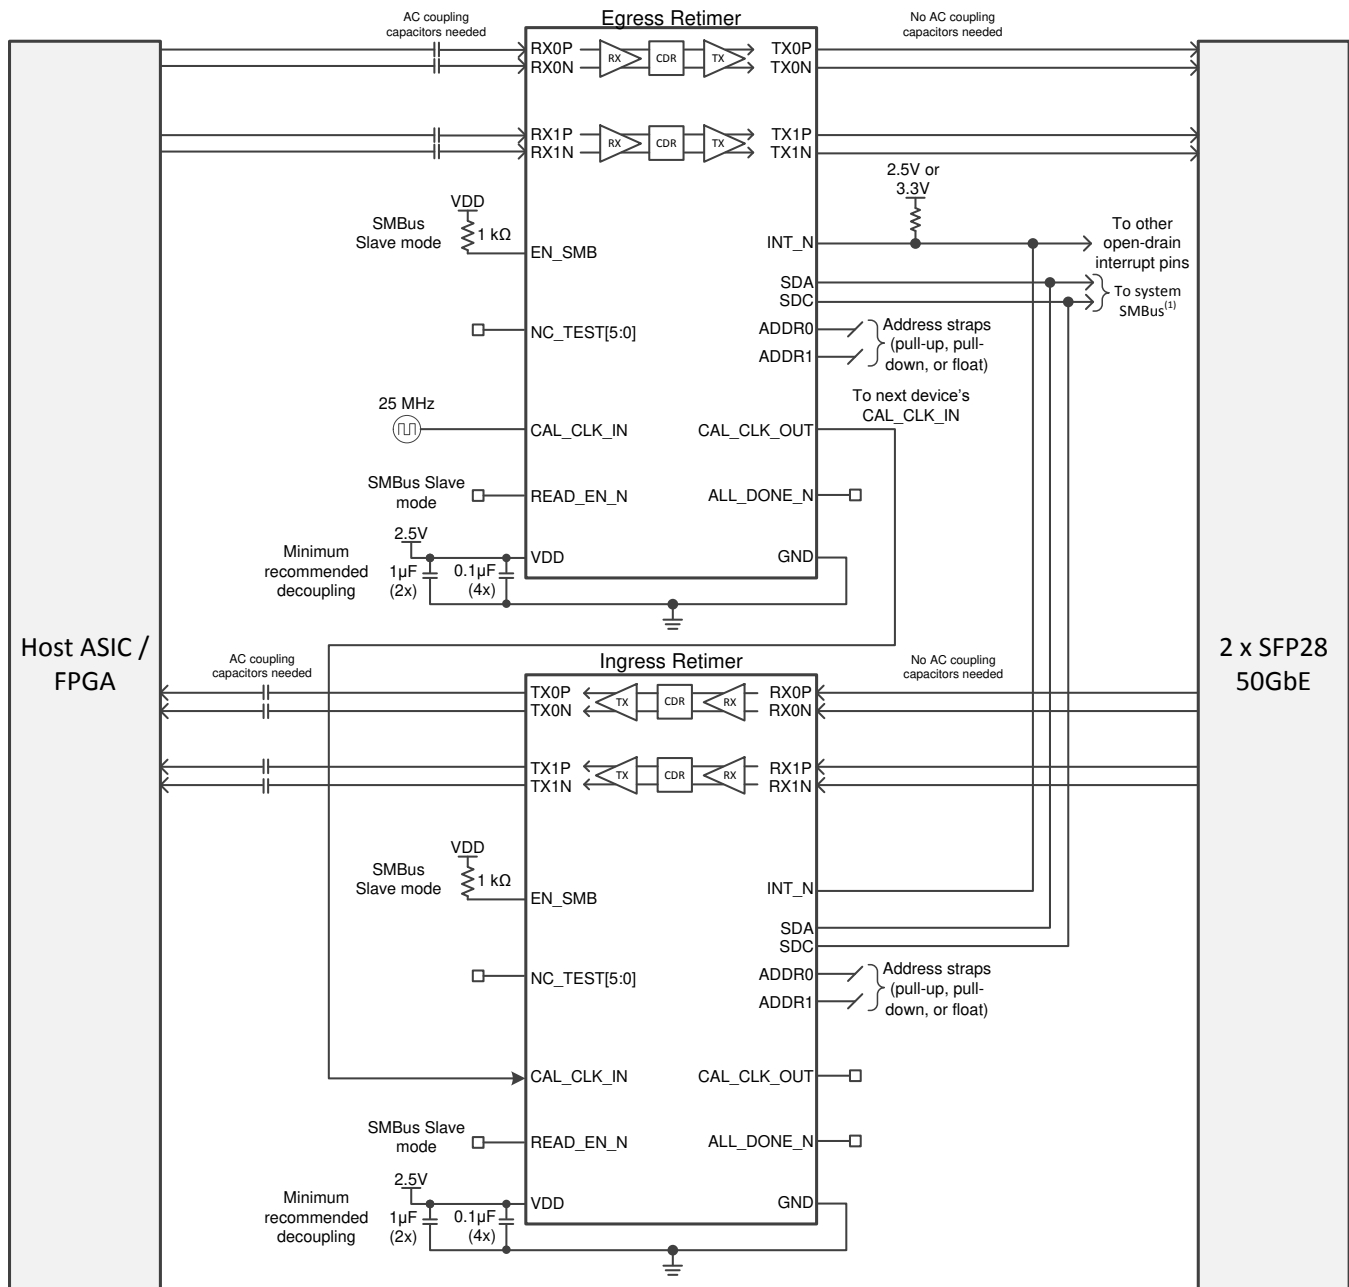 AC coupling
capacitors needed
Egress Retimer
No AC coupling
capacitors needed
RX0P
RX0N
RX
CDR
TX
TX0P
TX0N
RX1P
RX1N
RX
CDR
TX
TX1P
TX1N
2.5V or
3.3V
SMBus
Slave mode
VDD
1 kΩ
EN_SMB
INT_N
To other
open-drain
interrupt pins
SDA
SDC
To system
SMBus(1)
NC_TEST[5:0]
ADDR0
ADDR1
Address straps
(pull-up, pull-
down, or float)
25 MHz
CAL_CLK_IN
CAL_CLK_OUT
To next device's
CAL_CLK_IN
SMBus Slave
mode
READ_EN_N
ALL_DONE_N
Minimum
recommended
decoupling
2.5V
1µF
(2x)
0.1µF
(4x)
VDD
GND
Host ASIC /
FPGA
2 x SFP28
50GbE
AC coupling
capacitors needed
Ingress Retimer
No AC coupling
capacitors needed
TX0P
TX0N
TX
CDR
RX
RX0P
RX0N
TX1P
TX1N
TX
CDR
RX
RX1P
RX1N
SMBus
Slave mode
VDD
1 kΩ
EN_SMB
INT_N
SDA
SDC
NC_TEST[5:0]
ADDR0
ADDR1
Address straps
(pull-up, pull-
down, or float)
CAL_CLK_IN
CAL_CLK_OUT
SMBus Slave
mode
READ_EN_N
ALL_DONE_N
Minimum
recommended
decoupling
2.5V
1µF
(2x)
0.1µF
(4x)
VDD
GND